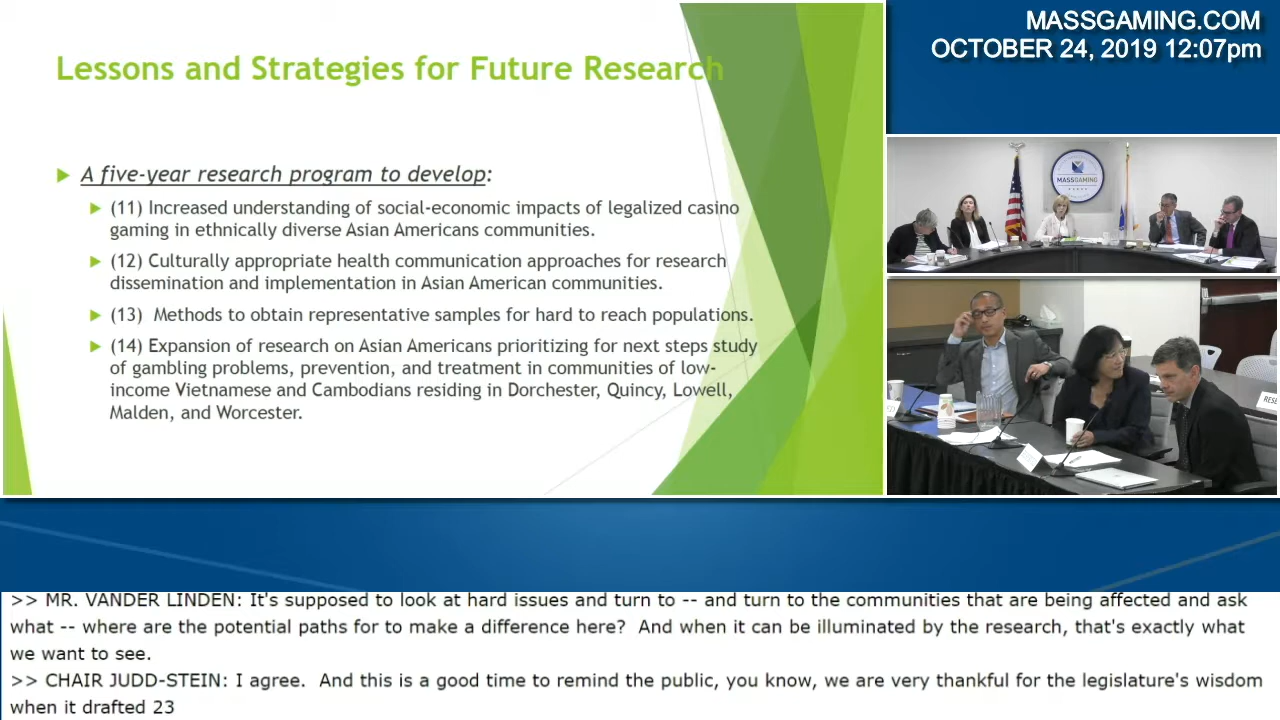 Lessons and Strategies for Future Research
A five-year research program to develop:
(11) Increased understanding of social-economic impacts of legalized casino
gaming in ethnically diverse Asian Americans communities.
(12) Culturally appropriate health communication approaches for research
dissemination and implementation in Asian American communities.
(13) Methods to obtain representative samples for hard to reach populations.
(14) Expansion of research on Asian Americans prioritizing for next steps study
of gambling problems, prevention, and treatment in communities of low-
income Vietnamese and Cambodians residing in Dorchester, Quincy, Lowell,
Malden, and Worcester.
MASSGAMING.COM
OCTOBER 24, 2019 12:07pm
MASSGAMING
>> MR. VANDER LINDEN: It's supposed to look at hard issues and turn to -- and turn to the communities that are being affected and ask
what -- where are the potential paths for to make a difference here?  And when it can be illuminated by the research, that's exactly what
we want to see.
>> CHAIR JUDD-STEIN: I agree.  And this is a good time to remind the public, you know, we are very thankful for the legislature's wisdom
when it drafted 23